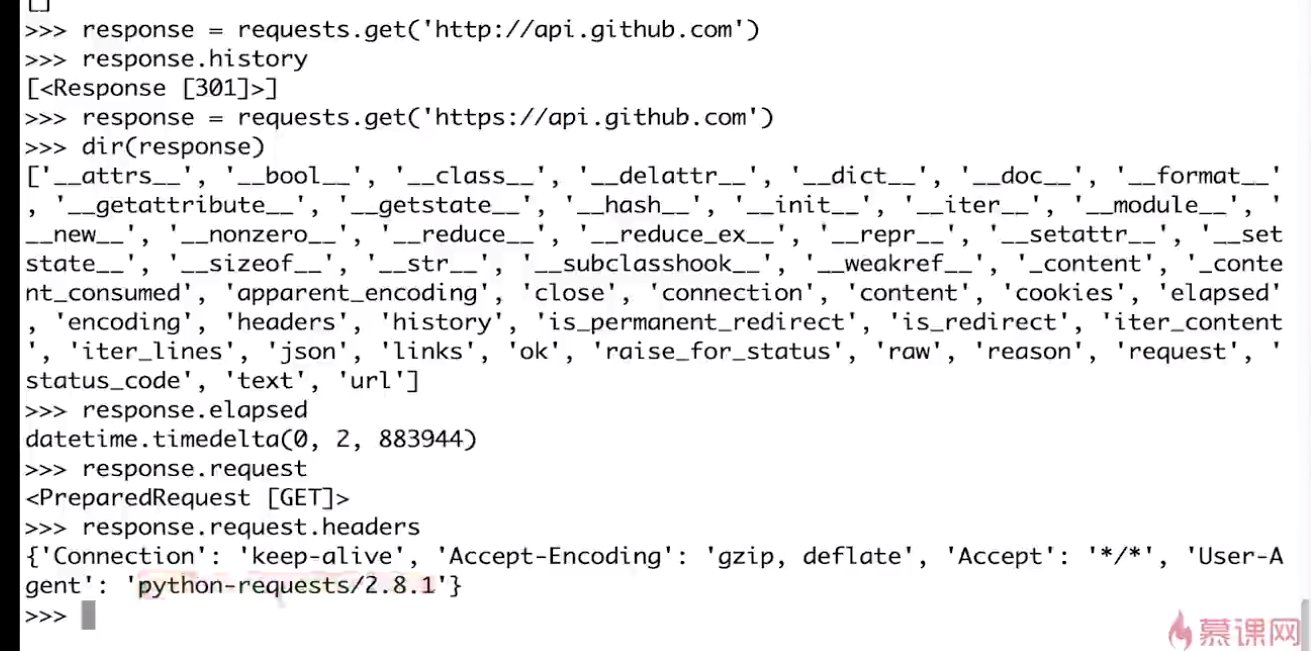 []
>>> response = requests.get('http://api.github.com')
>>> response.history
[<Response [301]>]
>>> response = requests.get('https://api.github.com')
>>> dir(response)
['__attrs__', '__bool__', '__class__', '__delattr__', '__dict__', '__doc__', '__format__'
, '__getattribute__', '__getstate__', '__hash__', '__init__', '__iter__', '__module__', '
__new__', '__nonzero__', '__reduce__', '__reduce_ex__', '__repr__', '__setattr__', '__set
state__', '__sizeof__', '__str__', '__subclasshook__', '__weakref__', '_content', '_conte
nt_consumed', 'apparent_encoding', 'close', 'connection', 'content', 'cookies', 'elapsed'
, 'encoding', 'headers', 'history', 'is_permanent_redirect', 'is_redirect', 'iter_content
', 'iter_lines', 'json', 'links', 'ok', 'raise_for_status', 'raw', 'reason', 'request', '
status_code', 'text', 'url']
>>> response.elapsed
datetime.timedelta(0, 2, 883944)
>>> response.request
<PreparedRequest [GET]>
>>> response.request.headers
{'Connection': 'keep-alive', 'Accept-Encoding': 'gzip, deflate', 'Accept': '*/*', 'User-A
gent': 'python-requests/2.8.1'}
>>>
慕课网